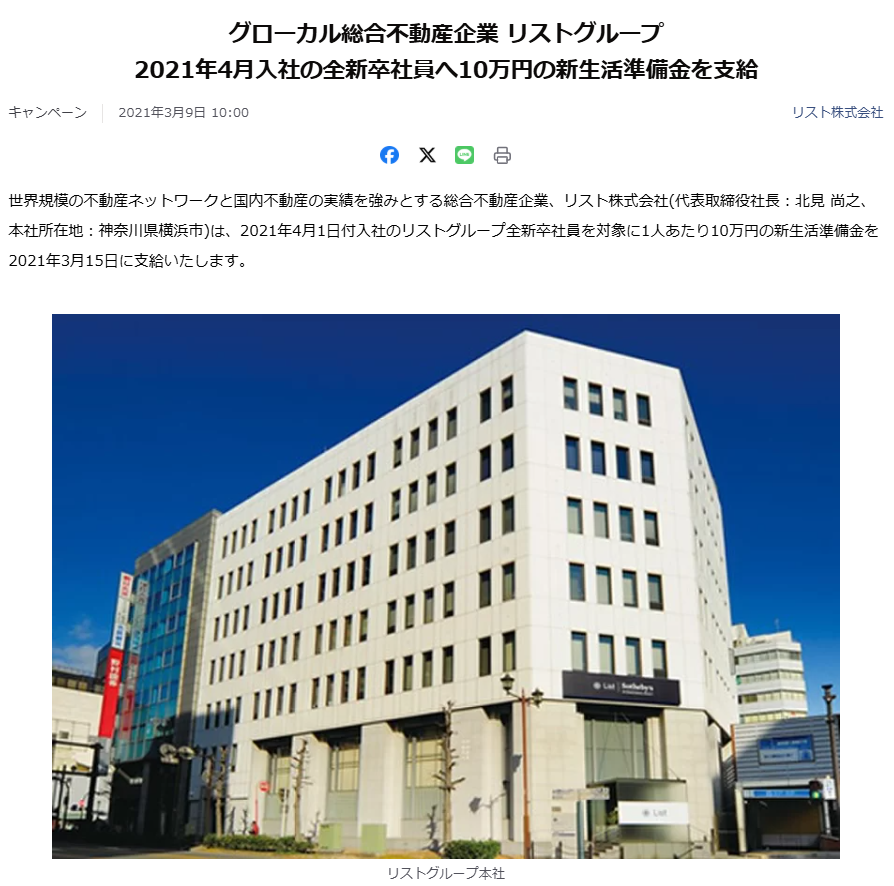 グローカル総合不動産企業 リストグループ
2021年4月入社の全新卒社員へ10万円の新生活準備金を支給
キャンペーン
2021年3月9日 10:00
リスト株式会社
LINE
世界規模の不動産ネットワークと国内不動産の実績を強みとする総合不動産企業、リスト株式会社(代表取締役社長：北見 尚之、
本社所在地：神奈川県横浜市)は、2021年4月1日付入社のリストグループ全新卒社員を対象に1人あたり10万円の新生活準備金を
2021年3月15日に支給いたします。
野村證券
List Sotheby's
List
リストグループ本社